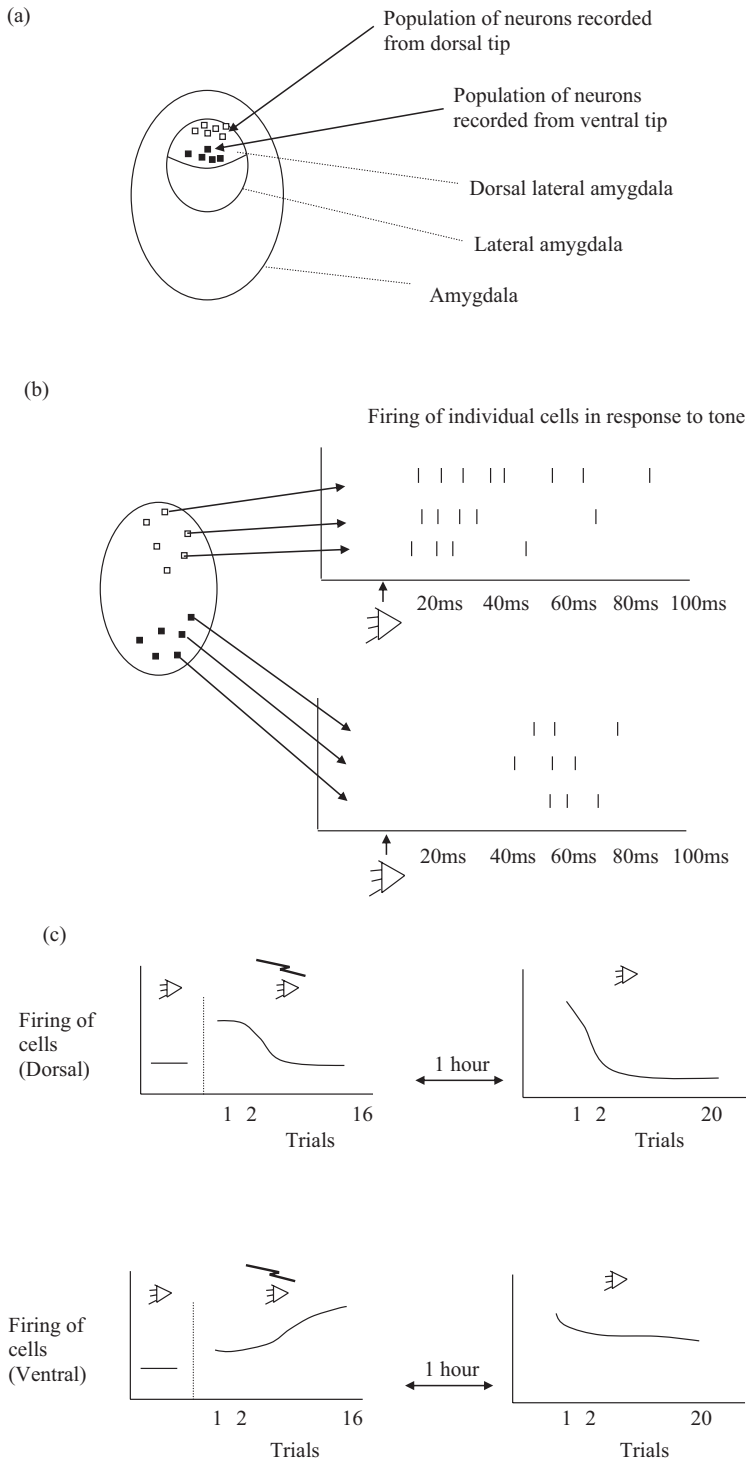 (a)
Population of neurons recorded
from dorsal tip
Population of neurons
recorded from ventral tip
Dorsal lateral amygdala
Lateral amygdala
Amygdala
(b)
Firing of individual cells in response to tone
20ms 40ms 60ms 80ms 100ms
20ms 40ms 60ms 80ms 100ms
(c)
Firing of
cells
(Dorsal)
1 hour
1 2 16
Trials
1 2 20
Trials
Firing of
cells
(Ventral)
1 hour
1 2 16
Trials
1 2 20
Trials